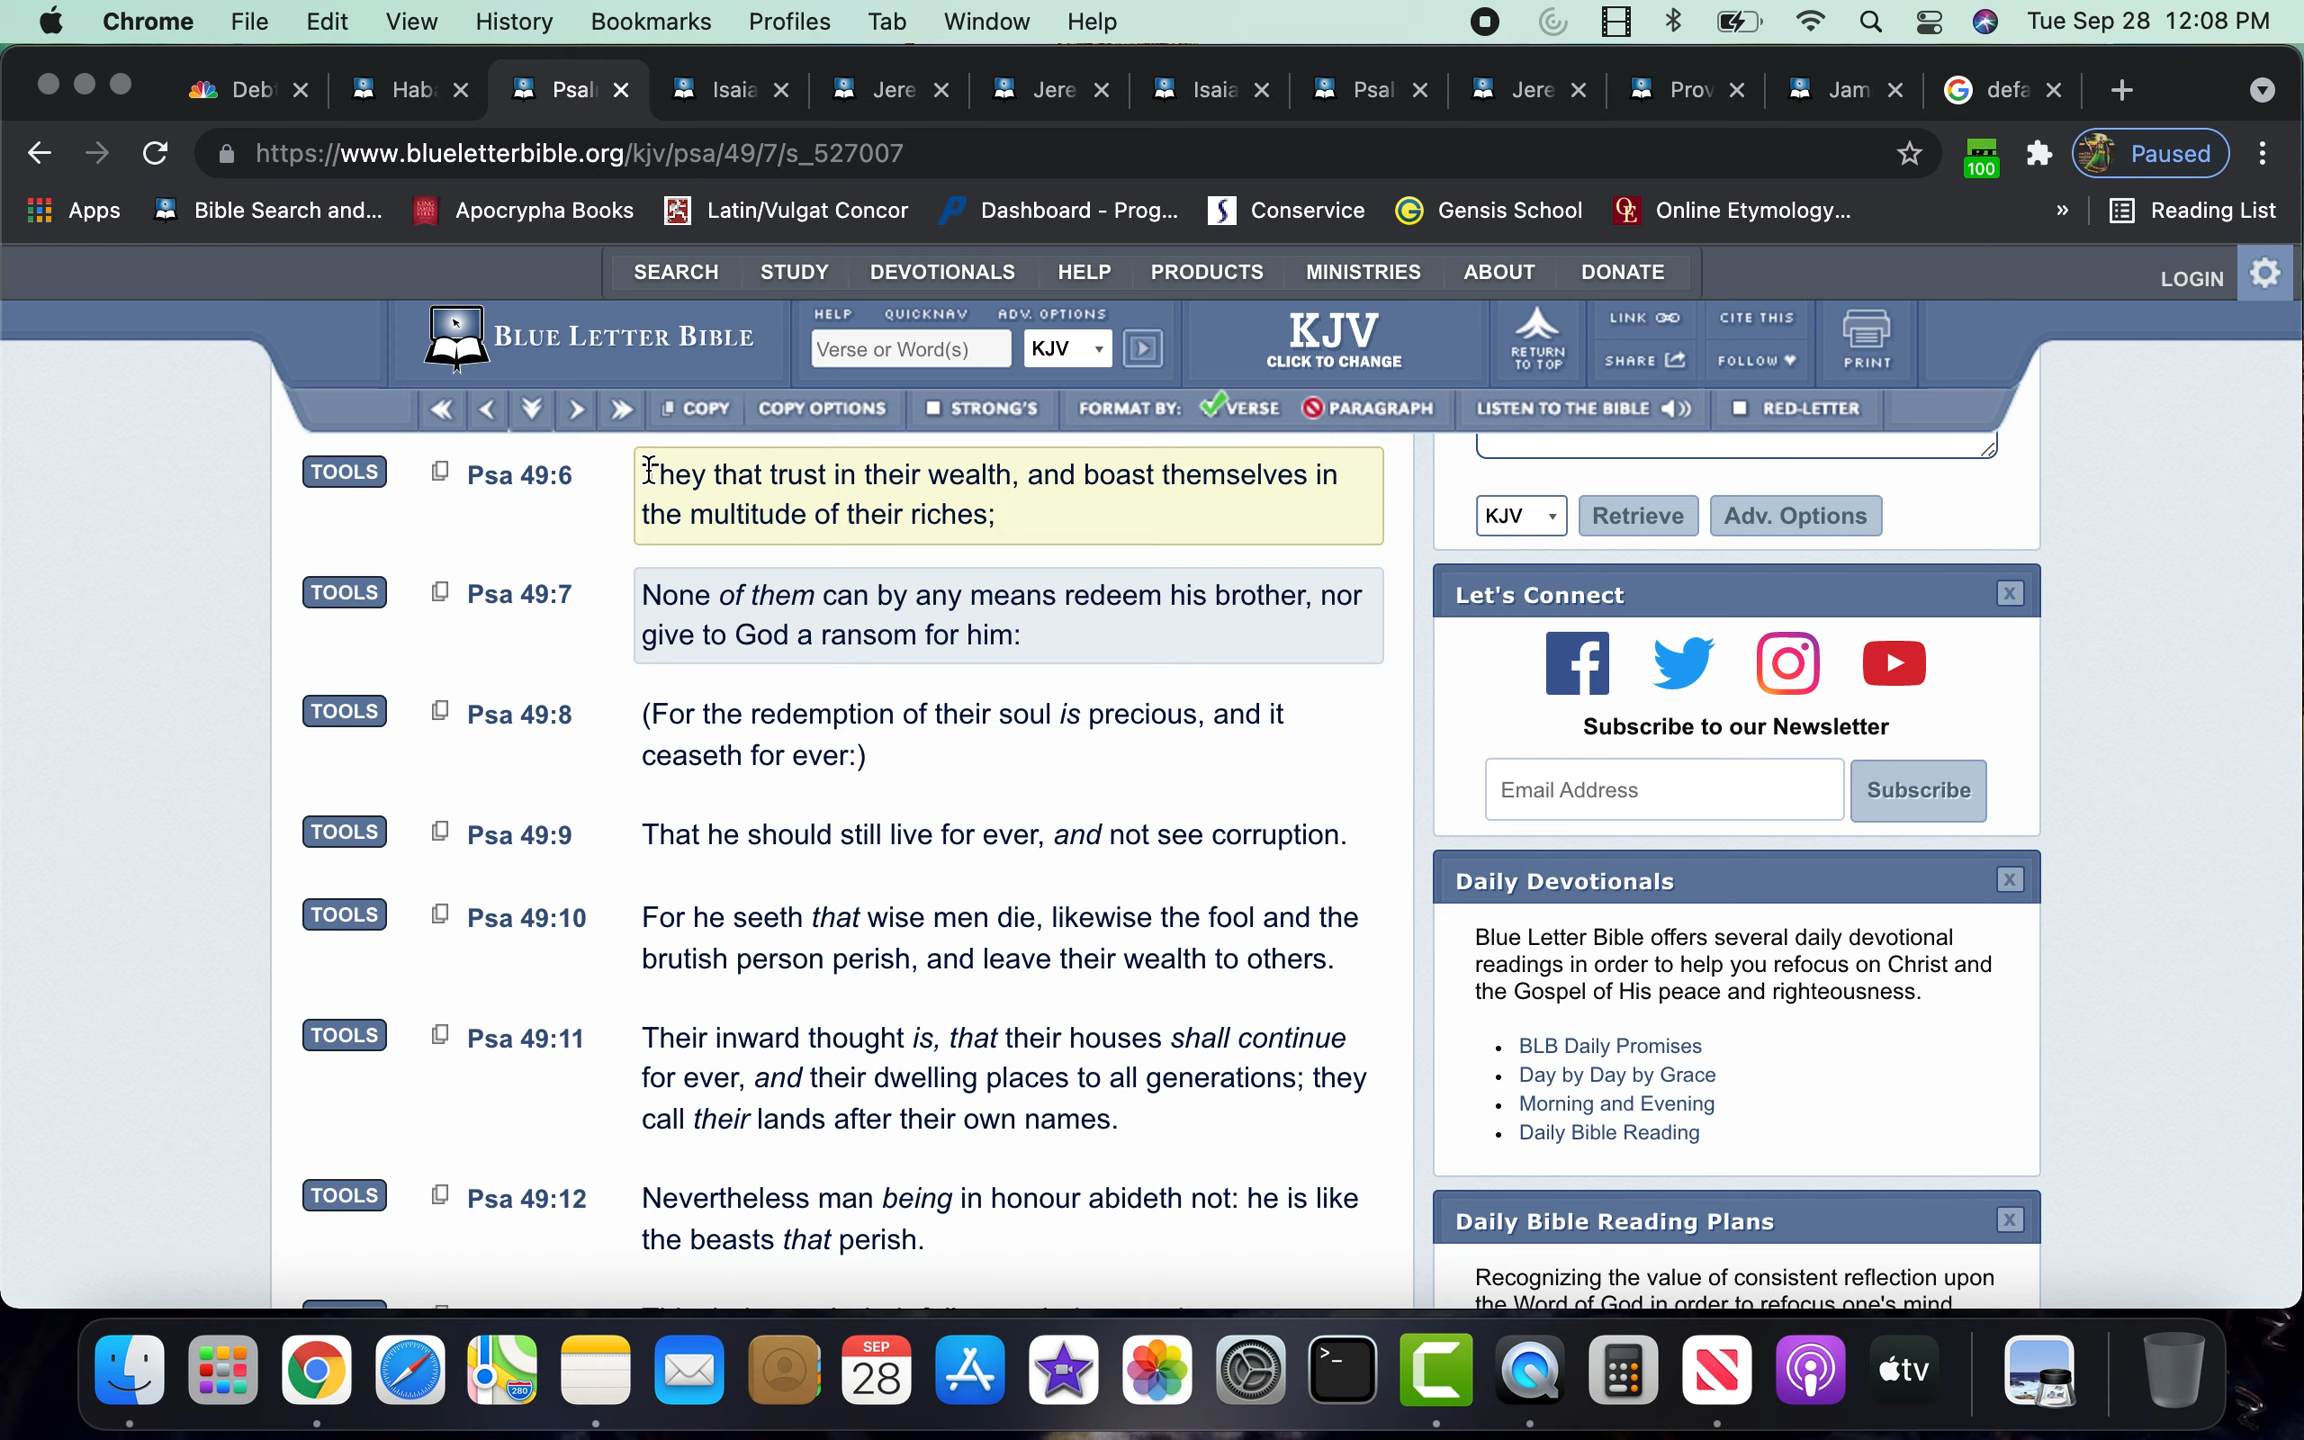 Chrome File Edit View History Bookmarks Profiles Tab Window Help Tue Sep 28 12:08 PM
Deb Hab Psal Isaia Jere Jere Isaia Psal Jere Prov Jam defa
https://www.blueletterbible.org/kjv/psa/49/7/s_527007 100 Paused
Apps Bible Search and... Apocrypha Books Latin/Vulgat Concor Dashboard - Prog... Conservice Gensis School Online Etymology... » Reading List
SEARCH STUDY DEVOTIONALS HELP PRODUCTS MINISTRIES ABOUT DONATE LOGIN
HELP QUICKNAV ADV. OPTIONS
BLUE LETTER BIBLE Verse or Word(s) KJV
KJV
CLICK TO CHANGE
RETURN
TO TOP
LINK CITE THIS
SHARE FOLLOW
PRINT
COPY COPY OPTIONS STRONG'S FORMAT BY: VERSE PARAGRAPH LISTEN TO THE BIBLE RED-LETTER
TOOLS Psa 49:6 They that trust in their wealth, and boast themselves in
the multitude of their riches;
TOOLS Psa 49:7 None of them can by any means redeem his brother, nor
give to God a ransom for him:
TOOLS Psa 49:8 (For the redemption of their soul is precious, and it
ceaseth for ever:)
TOOLS Psa 49:9 That he should still live for ever, and not see corruption.
TOOLS Psa 49:10 For he seeth that wise men die, likewise the fool and the
brutish person perish, and leave their wealth to others.
TOOLS Psa 49:11 Their inward thought is, that their houses shall continue
for ever, and their dwelling places to all generations; they
call their lands after their own names.
TOOLS Psa 49:12 Nevertheless man being in honour abideth not: he is like
the beasts that perish.
KJV Retrieve Adv. Options
Let's Connect X
Subscribe to our Newsletter
Email Address Subscribe
Daily Devotionals X
Blue Letter Bible offers several daily devotional
readings in order to help you refocus on Christ and
the Gospel of His peace and righteousness.
BLB Daily Promises
Day by Day by Grace
Morning and Evening
Daily Bible Reading
Daily Bible Reading Plans X
Recognizing the value of consistent reflection upon
the Word of God in order to refocus one's mind
280
SEP
28
tv